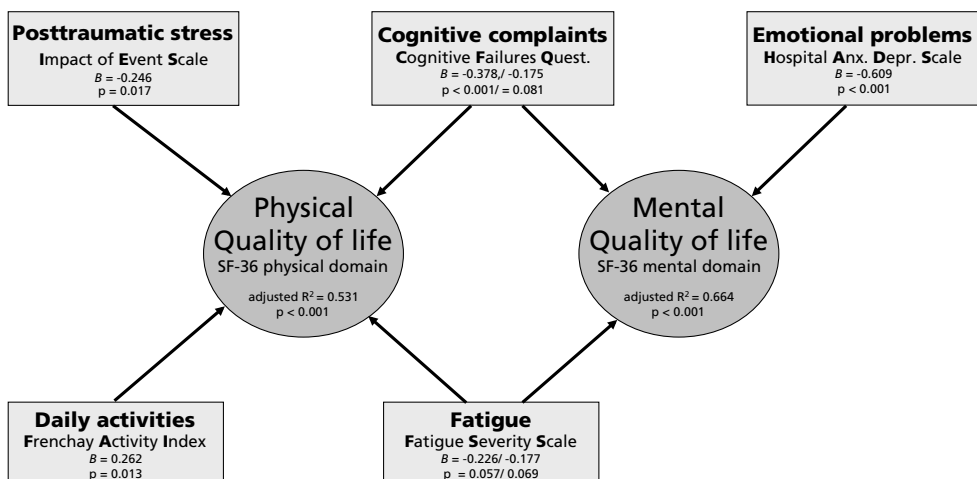 Posttraumatic stress
Impact of Event Scale
B = -0.246
p = 0.017
Cognitive complaints
Cognitive Failures Quest.
B = -0.378,/ -0.175
p < 0.001/ = 0.081
Emotional problems
Hospital Anx. Depr. Scale
B = -0.609
p < 0.001
Physical
Quality of life
SF-36 physical domain
adjusted R² = 0.531
p < 0.001
Mental
Quality of life
SF-36 mental domain
adjusted R² = 0.664
p < 0.001
Daily activities
Frenchay Activity Index
B = 0.262
p = 0.013
Fatigue
Fatigue Severity Scale
B = -0.226/ -0.177
p = 0.057/ 0.069